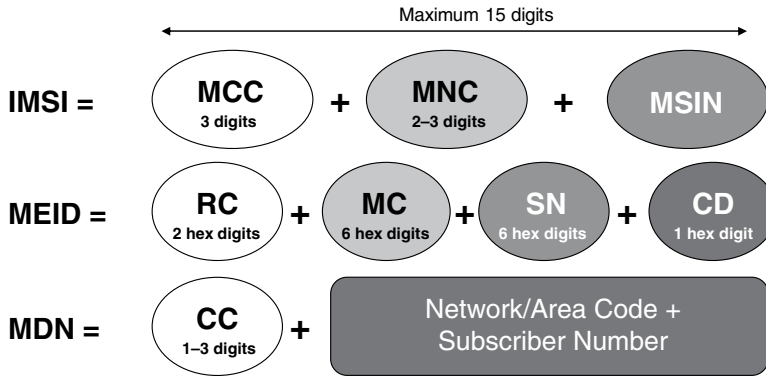 Maximum 15 digits
IMSI = MCC + MNC + MSIN
3 digits 2–3 digits
MEID = RC + MC + SN + CD
2 hex digits 6 hex digits 6 hex digits 1 hex digit
MDN = CC + Network/Area Code +
1–3 digits Subscriber Number